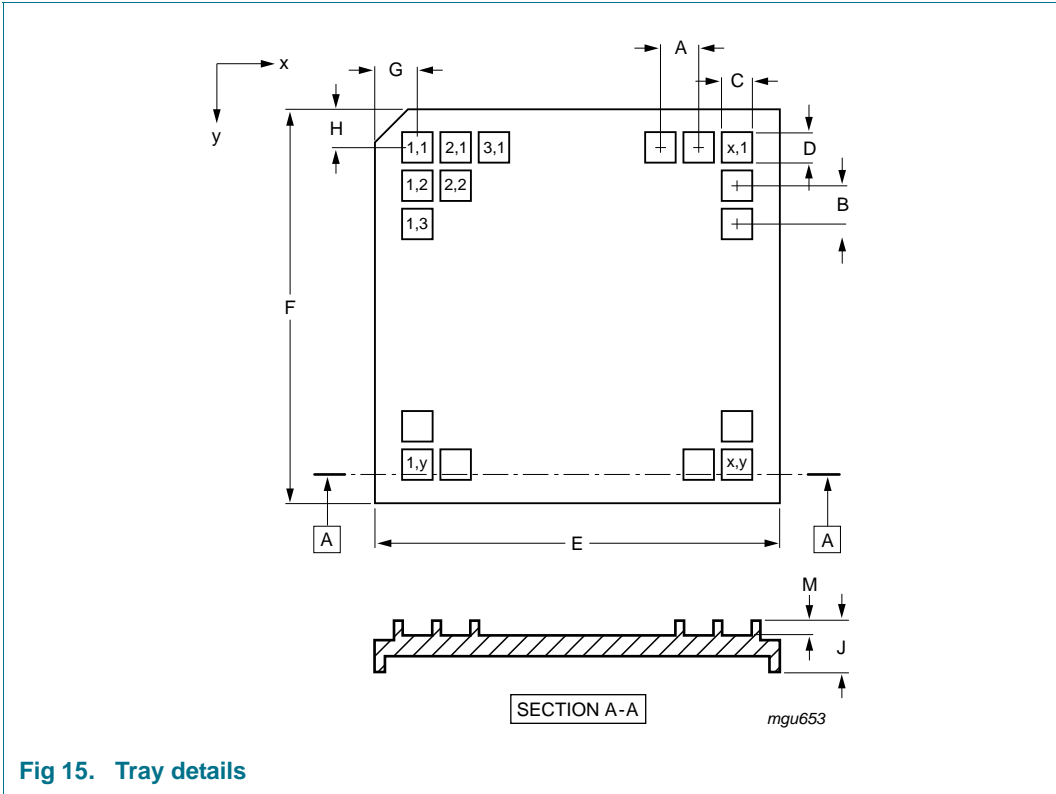 A
x
G
C
H
y
1,1 2,1 3,1 x,1
D
1,2 2,2
B
1,3
F
1,y x,y
A A
E
M
J
SECTION A-A
mgu653
Fig 15. Tray details